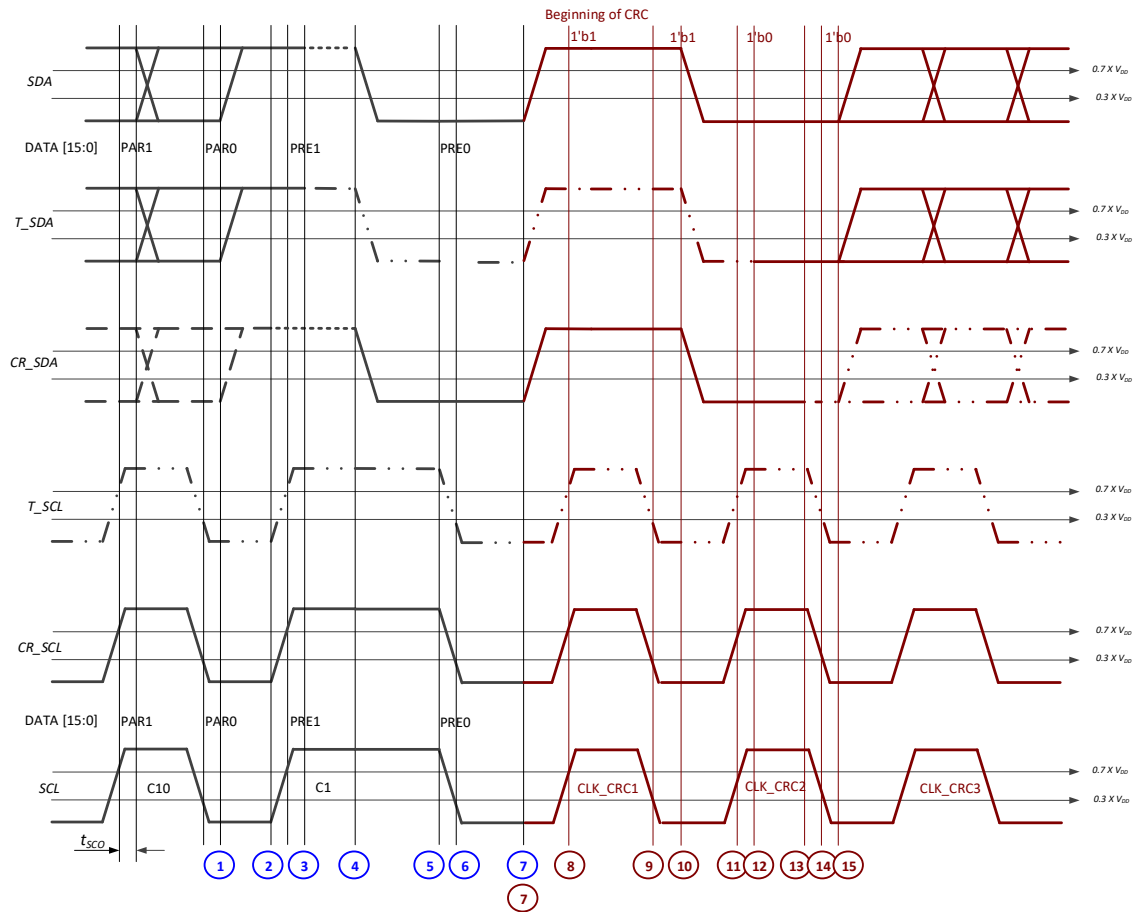 Beginning of CRC
1'b1 1'b1 1'b0 1'b0
SDA
0.7 X VDD
0.3 X VDD
DATA [15:0] PAR1 PAR0 PRE1 PRE0
T_SDA
0.7 X VDD
0.3 X VDD
CR_SDA
0.7 X VDD
0.3 X VDD
T_SCL
0.7 X VDD
0.3 X VDD
CR_SCL
0.7 X VDD
0.3 X VDD
DATA [15:0] PAR1 PAR0 PRE1 PRE0
SCL
0.7 X VDD
C10 C1 CLK_CRC1 CLK_CRC2 CLK_CRC3
0.3 X VDD
tSCO
1 2 3 4 5 6 7 8 9 10 11 12 13 14 15
7